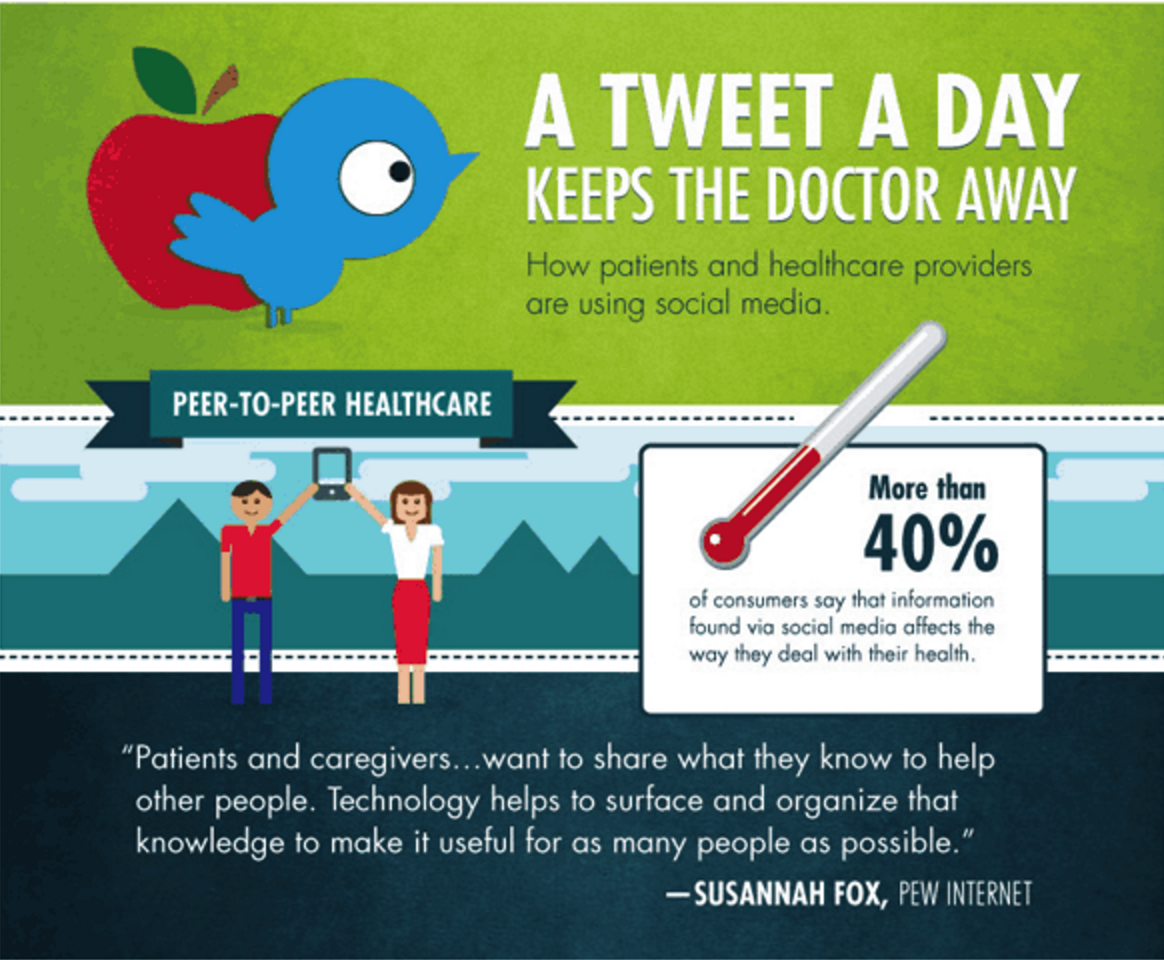 A TWEET A DAY
KEEPS THE DOCTOR AWAY
How patients and healthcare providers
are using social media.
PEER-TO-PEER HEALTHCARE
More than
40%
of consumers say that information
found via social media affects the
way they deal with their health.
“Patients and caregivers...want to share what they know to help
other people. Technology helps to surface and organize that
knowledge to make it useful for as many people as possible.”
—SUSANNAH FOX, PEW INTERNET